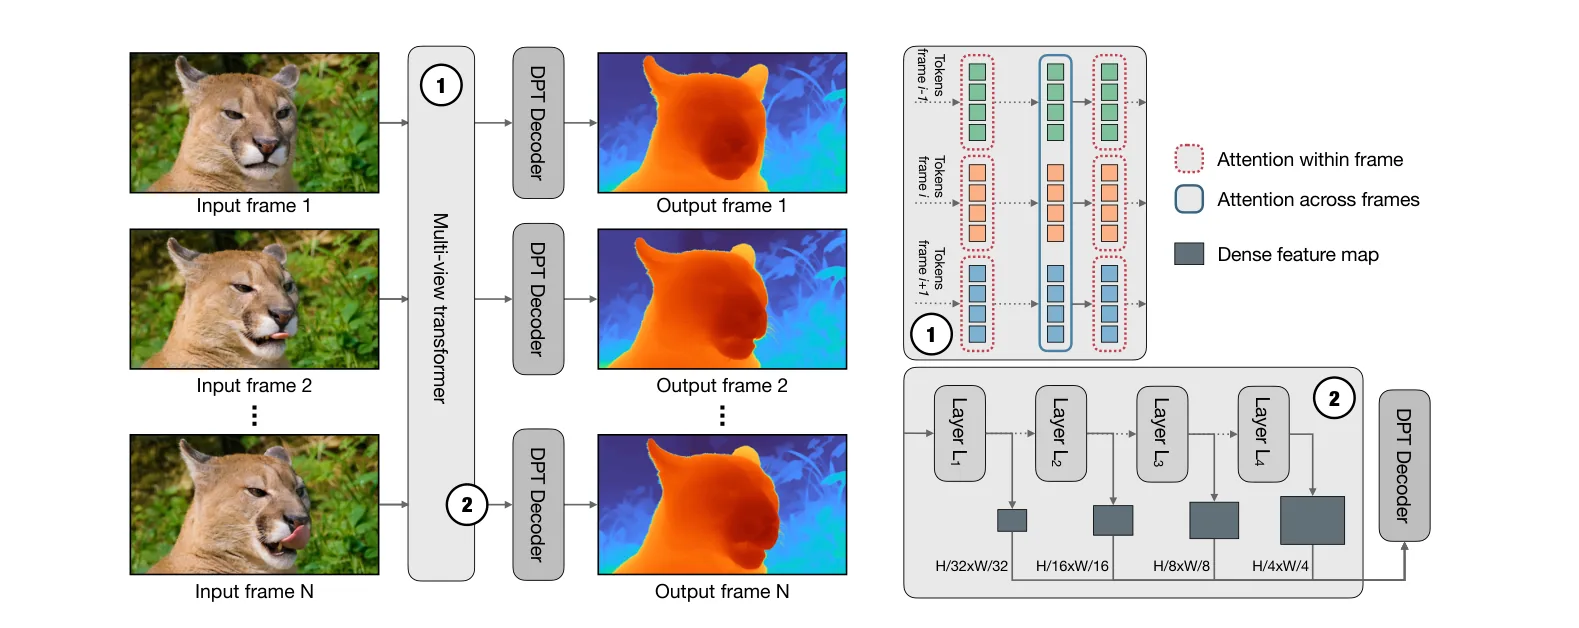 1
Multi-view transformer
2
DPT Decoder
DPT Decoder
DPT Decoder
Input frame 1
Output frame 1
Input frame 2
Output frame 2
⋮
⋮
Input frame N
Output frame N
Tokens
frame i-1
Tokens
frame i
Tokens
frame i+1
1
Attention within frame
Attention across frames
Dense feature map
2
Layer L1
Layer L2
Layer L3
Layer L4
DPT Decoder
H/32xW/32
H/16xW/16
H/8xW/8
H/4xW/4